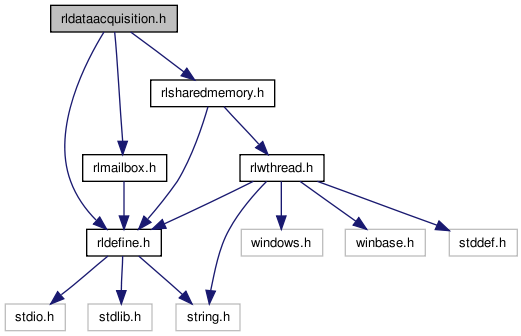 rldataacquisition.h
rlsharedmemory.h
rlmailbox.h
rlwthread.h
rldefine.h
windows.h
winbase.h
stddef.h
stdio.h
stdlib.h
string.h